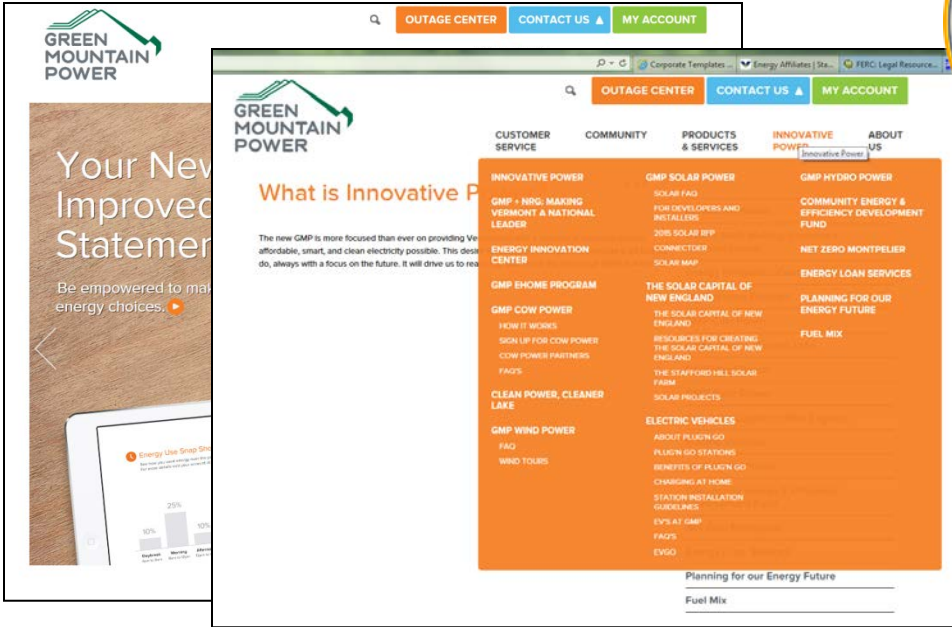 GREEN
MOUNTAIN
POWER
OUTAGE CENTER
CONTACT US
MY ACCOUNT
Your New
Improved
Statemen
Be empowered to mak
energy choices.
Energy Use Snap Sho
25%
10%
10%
Daybreak Morning
Corporate Templates ...
Energy Affiliates | Sta...
FERC: Legal Resource...
GREEN
MOUNTAIN
POWER
OUTAGE CENTER
CONTACT US
MY ACCOUNT
CUSTOMER
SERVICE
COMMUNITY
PRODUCTS
& SERVICES
INNOVATIVE
POWER
ABOUT
US
Innovative Power
What is Innovative P
The new GMP is more focused than ever on providing Ve
affordable, smart, and clean electricity possible. This desi
do, always with a focus on the future. It will drive us to rea
INNOVATIVE POWER
GMP + NRG: MAKING
VERMONT A NATIONAL
LEADER
ENERGY INNOVATION
CENTER
GMP EHOME PROGRAM
GMP COW POWER
HOW IT WORKS
SIGN UP FOR COW POWER
COW POWER PARTNERS
FAQ'S
CLEAN POWER, CLEANER
LAKE
GMP WIND POWER
FAQ
WIND TOURS
GMP SOLAR POWER
SOLAR FAQ
FOR DEVELOPERS AND
INSTALLERS
2015 SOLAR RFP
CONNECTDER
SOLAR MAP
THE SOLAR CAPITAL OF
NEW ENGLAND
THE SOLAR CAPITAL OF NEW
ENGLAND
RESOURCES FOR CREATING
THE SOLAR CAPITAL OF NEW
ENGLAND
THE STAFFORD HILL SOLAR
FARM
SOLAR PROJECTS
ELECTRIC VEHICLES
ABOUT PLUG'N GO
PLUG'N GO STATIONS
BENEFITS OF PLUG'N GO
CHARGING AT HOME
STATION INSTALLATION
GUIDELINES
EV'S AT GMP
FAQ'S
EVGO
GMP HYDRO POWER
COMMUNITY ENERGY &
EFFICIENCY DEVELOPMENT
FUND
NET ZERO MONTPELIER
ENERGY LOAN SERVICES
PLANNING FOR OUR
ENERGY FUTURE
FUEL MIX
Planning for our Energy Future
Fuel Mix